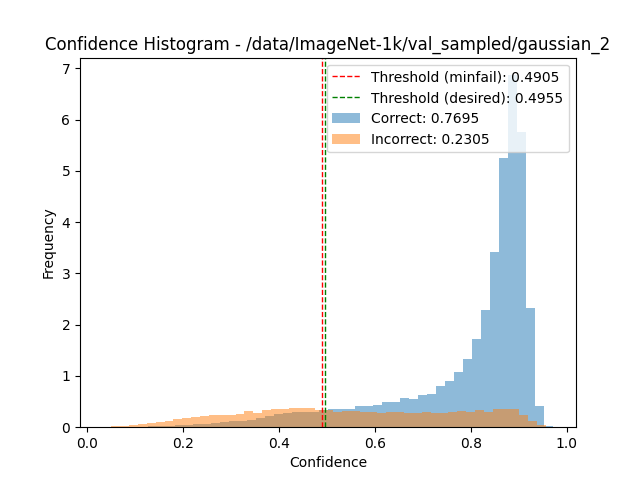 Confidence Histogram - /data/ImageNet-1k/val_sampled/gaussian_2
Threshold (minfail): 0.4905
Threshold (desired): 0.4955
Correct: 0.7695
Incorrect: 0.2305
Frequency
7
6
5
4
3
2
1
0
0.0 0.2 0.4 0.6 0.8 1.0
Confidence